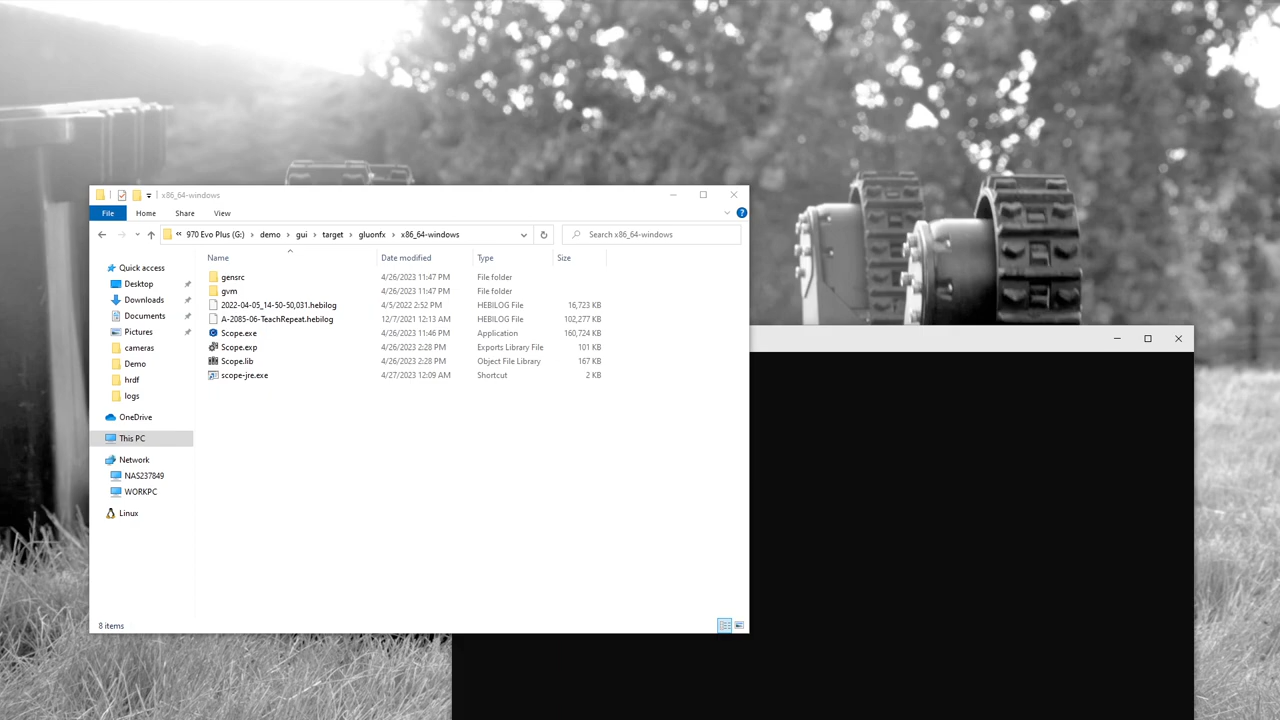 x86_64-windows
File Home Share View
« 970 Evo Plus (G:) > demo > gui > target > gluonfx > x86_64-windows Search x86_64-windows
Name Date modified Type Size
Quick access
Desktop
Downloads
Documents
Pictures
cameras
Demo
hrdf
logs
OneDrive
This PC
Network
NAS237849
WORKPC
Linux
gensrc 4/26/2023 11:47 PM File folder
gvm 4/26/2023 11:47 PM File folder
2022-04-05_14-50-50,031.hebilog 4/5/2022 2:52 PM HEBILOG File 16,723 KB
A-2085-06-TeachRepeat.hebilog 12/7/2021 12:13 AM HEBILOG File 102,277 KB
Scope.exe 4/26/2023 11:46 PM Application 160,724 KB
Scope.exp 4/26/2023 2:28 PM Exports Library File 101 KB
Scope.lib 4/26/2023 2:28 PM Object File Library 167 KB
scope-jre.exe 4/27/2023 12:09 AM Shortcut 2 KB
8 items